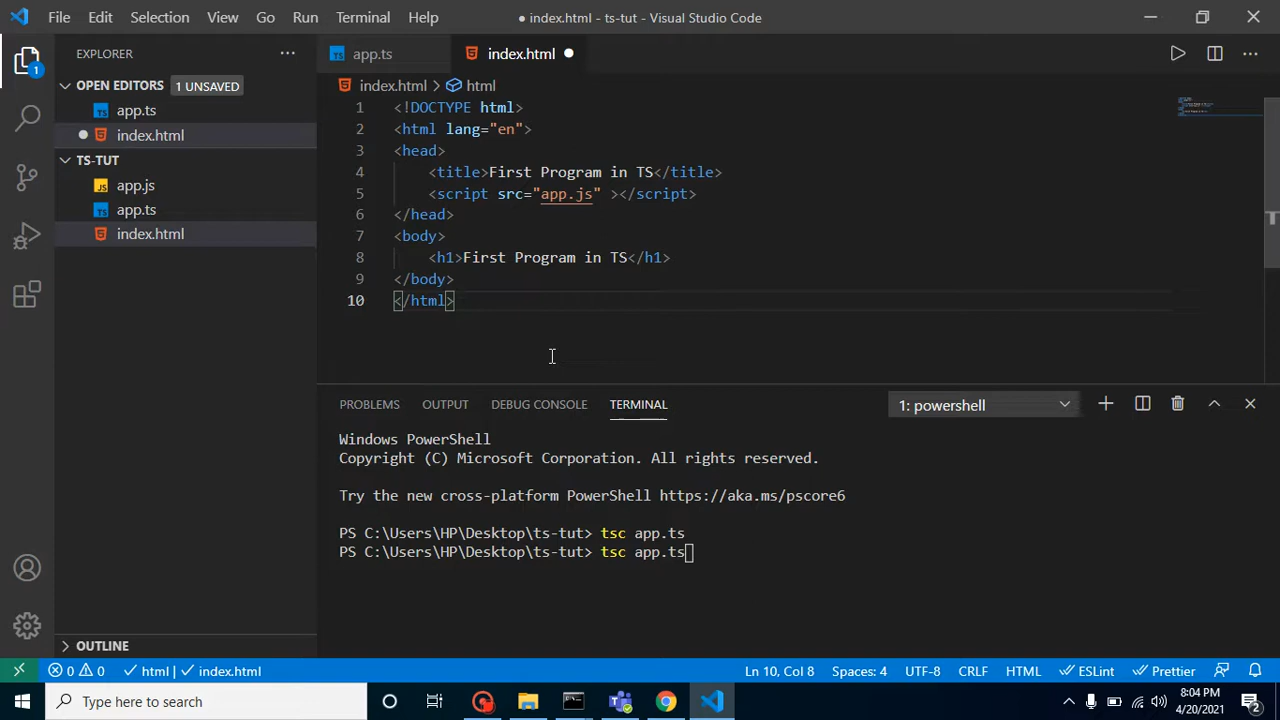 File Edit Selection View Go Run Terminal Help
● index.html - ts-tut - Visual Studio Code
EXPLORER
OPEN EDITORS 1 UNSAVED
TS app.ts
index.html
TS-TUT
JS app.js
TS app.ts
index.html
OUTLINE
1
TS app.ts
index.html
index.html > html
1 <!DOCTYPE html>
2 <html lang="en">
3 <head>
4 <title>First Program in TS</title>
5 <script src="app.js" ></script>
6 </head>
7 <body>
8 <h1>First Program in TS</h1>
9 </body>
10 </html>
PROBLEMS OUTPUT DEBUG CONSOLE TERMINAL 1: powershell
Windows PowerShell
Copyright (C) Microsoft Corporation. All rights reserved.
Try the new cross-platform PowerShell https://aka.ms/pscore6
PS C:\Users\HP\Desktop\ts-tut> tsc app.ts
PS C:\Users\HP\Desktop\ts-tut> tsc app.ts
0 0 html | index.html Ln 10, Col 8 Spaces: 4 UTF-8 CRLF HTML ESLint Prettier
Type here to search
8:04 PM
4/20/2021
2